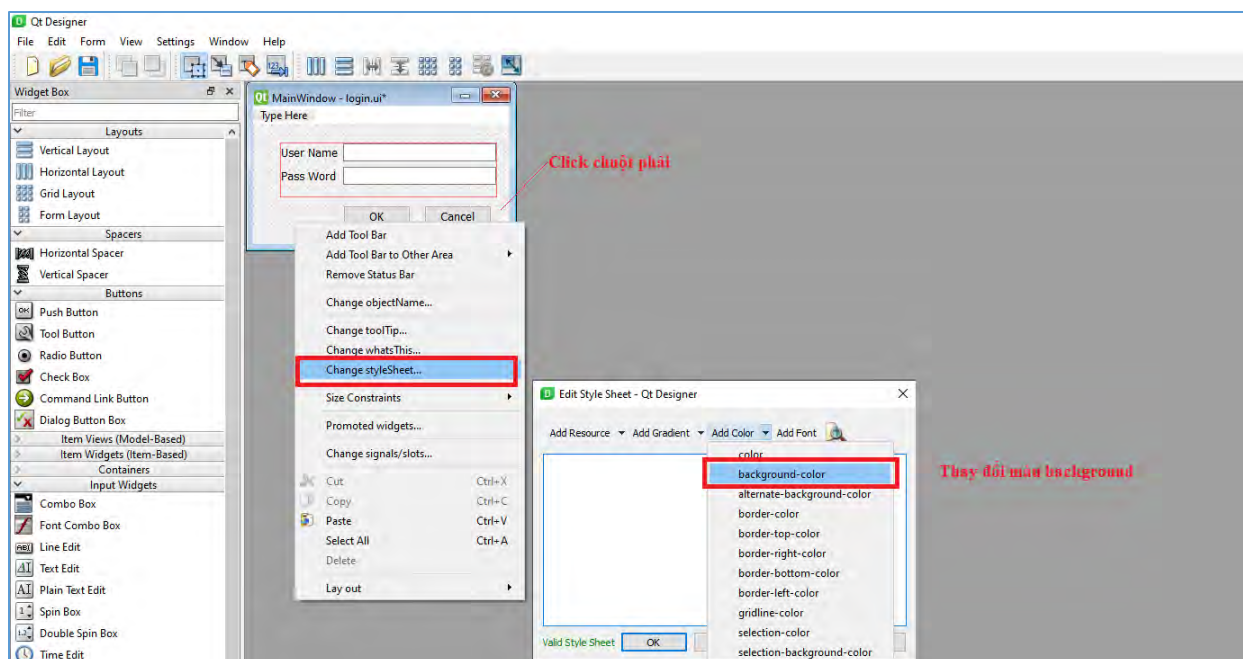 Qt Designer
File Edit Form View Settings Window Help
Widget Box
Filter
Layouts
Vertical Layout
Horizontal Layout
Grid Layout
Form Layout
Spacers
Horizontal Spacer
Vertical Spacer
Buttons
Push Button
Tool Button
Radio Button
Check Box
Command Link Button
Dialog Button Box
Item Views (Model-Based)
Item Widgets (Item-Based)
Containers
Input Widgets
Combo Box
Font Combo Box
Line Edit
Text Edit
Plain Text Edit
Spin Box
Double Spin Box
Time Edit
MainWindow - login.ui*
Type Here
User Name
Pass Word
OK Cancel
Click chuột phải
Add Tool Bar
Add Tool Bar to Other Area
Remove Status Bar
Change objectName...
Change toolTip...
Change whatsThis...
Change styleSheet...
Size Constraints
Promoted widgets...
Change signals/slots...
Cut Ctrl+X
Copy Ctrl+C
Paste Ctrl+V
Select All Ctrl+A
Delete
Lay out
Edit Style Sheet - Qt Designer
Add Resource Add Gradient Add Color Add Font
color
background-color
alternate-background-color
border-color
border-top-color
border-right-color
border-bottom-color
border-left-color
gridline-color
selection-color
selection-background-color
Valid Style Sheet OK
Thay đổi màu background